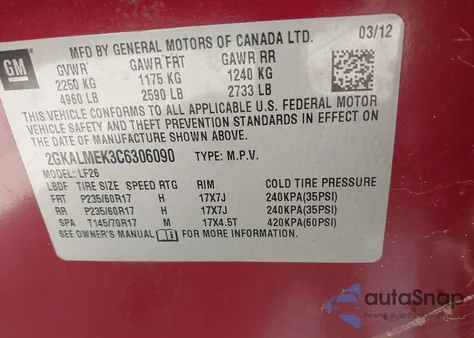 GM
MFD BY GENERAL MOTORS OF CANADA LTD. 03/12
GVWR GAWR FRT GAWR RR
2250 KG 1175 KG 1240 KG
4960 LB 2590 LB 2733 LB
THIS VEHICLE CONFORMS TO ALL APPLICABLE U.S. FEDERAL MOTOR
VEHICLE SAFETY, AND THEFT PREVENTION STANDARDS IN EFFECT ON
THE DATE OF MANUFACTURE SHOWN ABOVE.
2GKALMEK3C6306090 TYPE: M.P.V.
MODEL: LF26
LBDF TIRE SIZE SPEED RTG RIM COLD TIRE PRESSURE
FRT P235/60R17 H 17X7J 240KPA(35PSI)
RR P235/60R17 H 17X7J 240KPA(35PSI)
SPA T145/70R17 M 17X4.5T 420KPA(60PSI)
SEE OWNER'S MANUAL FOR MORE INFORMATION
autoSnap